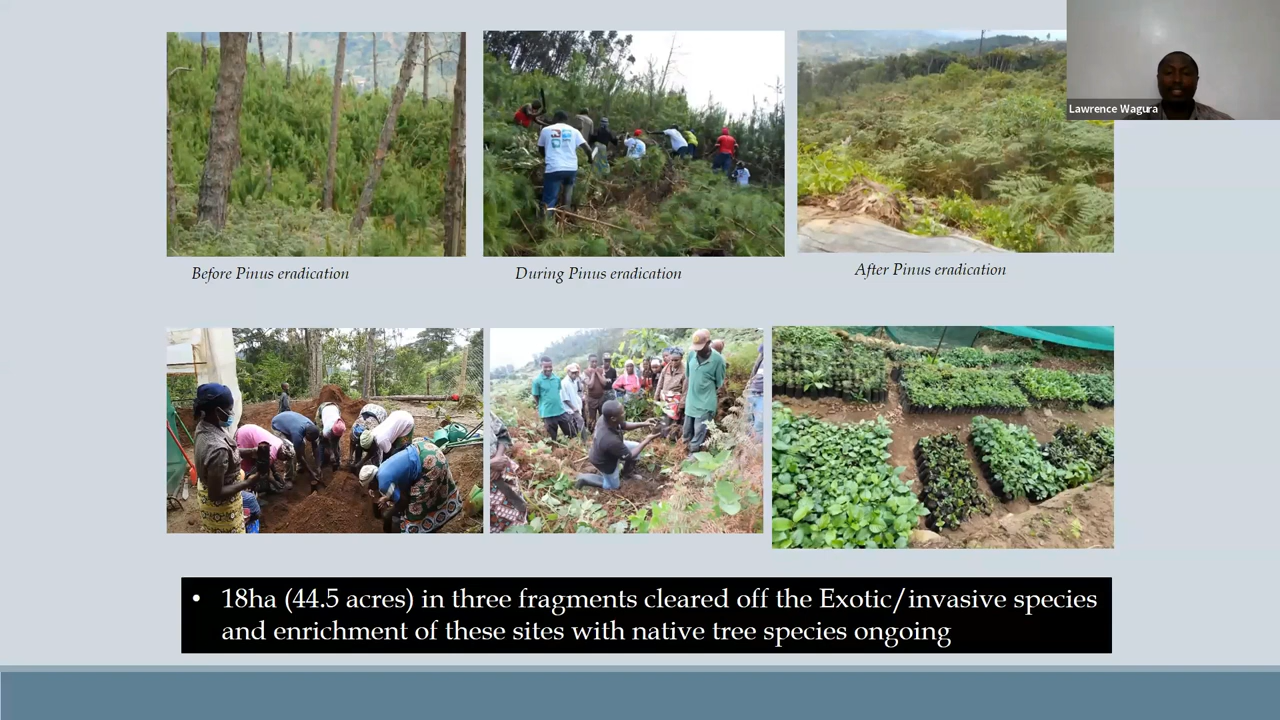 Lawrence Wagura
Before Pinus eradication
During Pinus eradication
After Pinus eradication
• 18ha (44.5 acres) in three fragments cleared off the Exotic/invasive species
and enrichment of these sites with native tree species ongoing